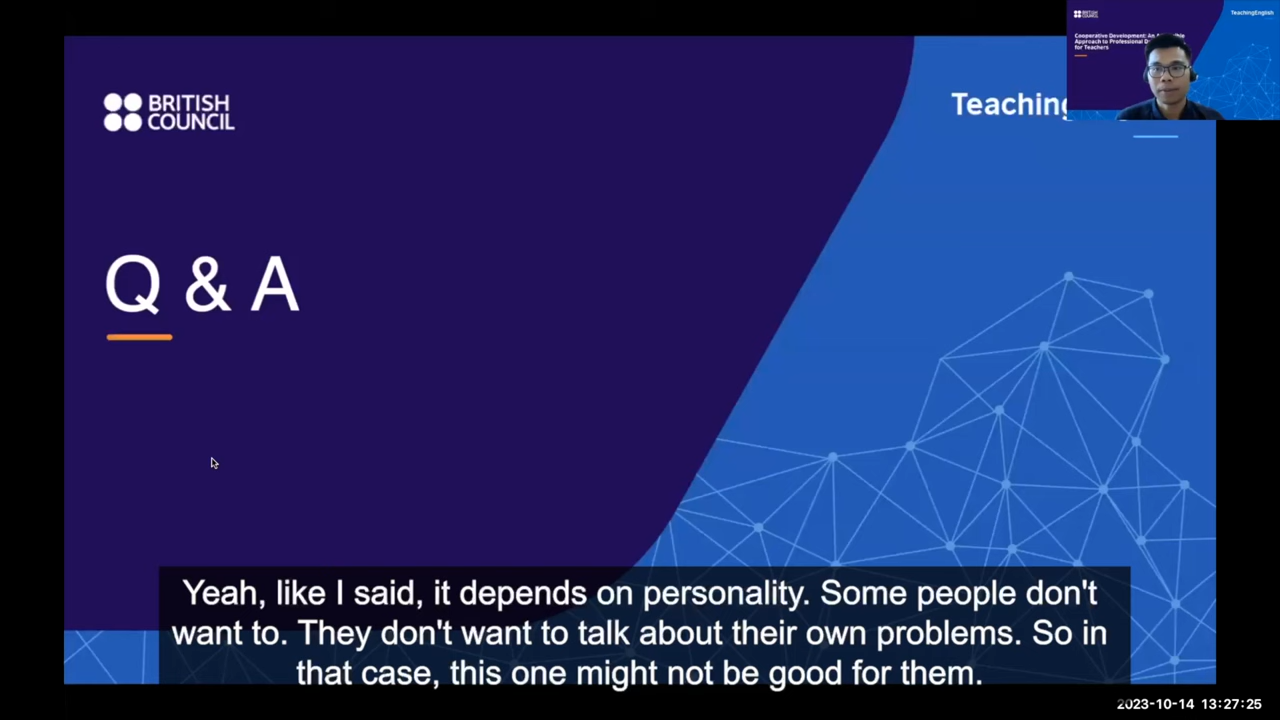 BRITISH
COUNCIL
Teaching
BRITISH
COUNCIL
TeachingEnglish
Cooperative Development: An
Approach to Professional
for Teachers
Q & A
Yeah, like I said, it depends on personality. Some people don't
want to. They don't want to talk about their own problems. So in
that case, this one might not be good for them.
2023-10-14 13:27:25